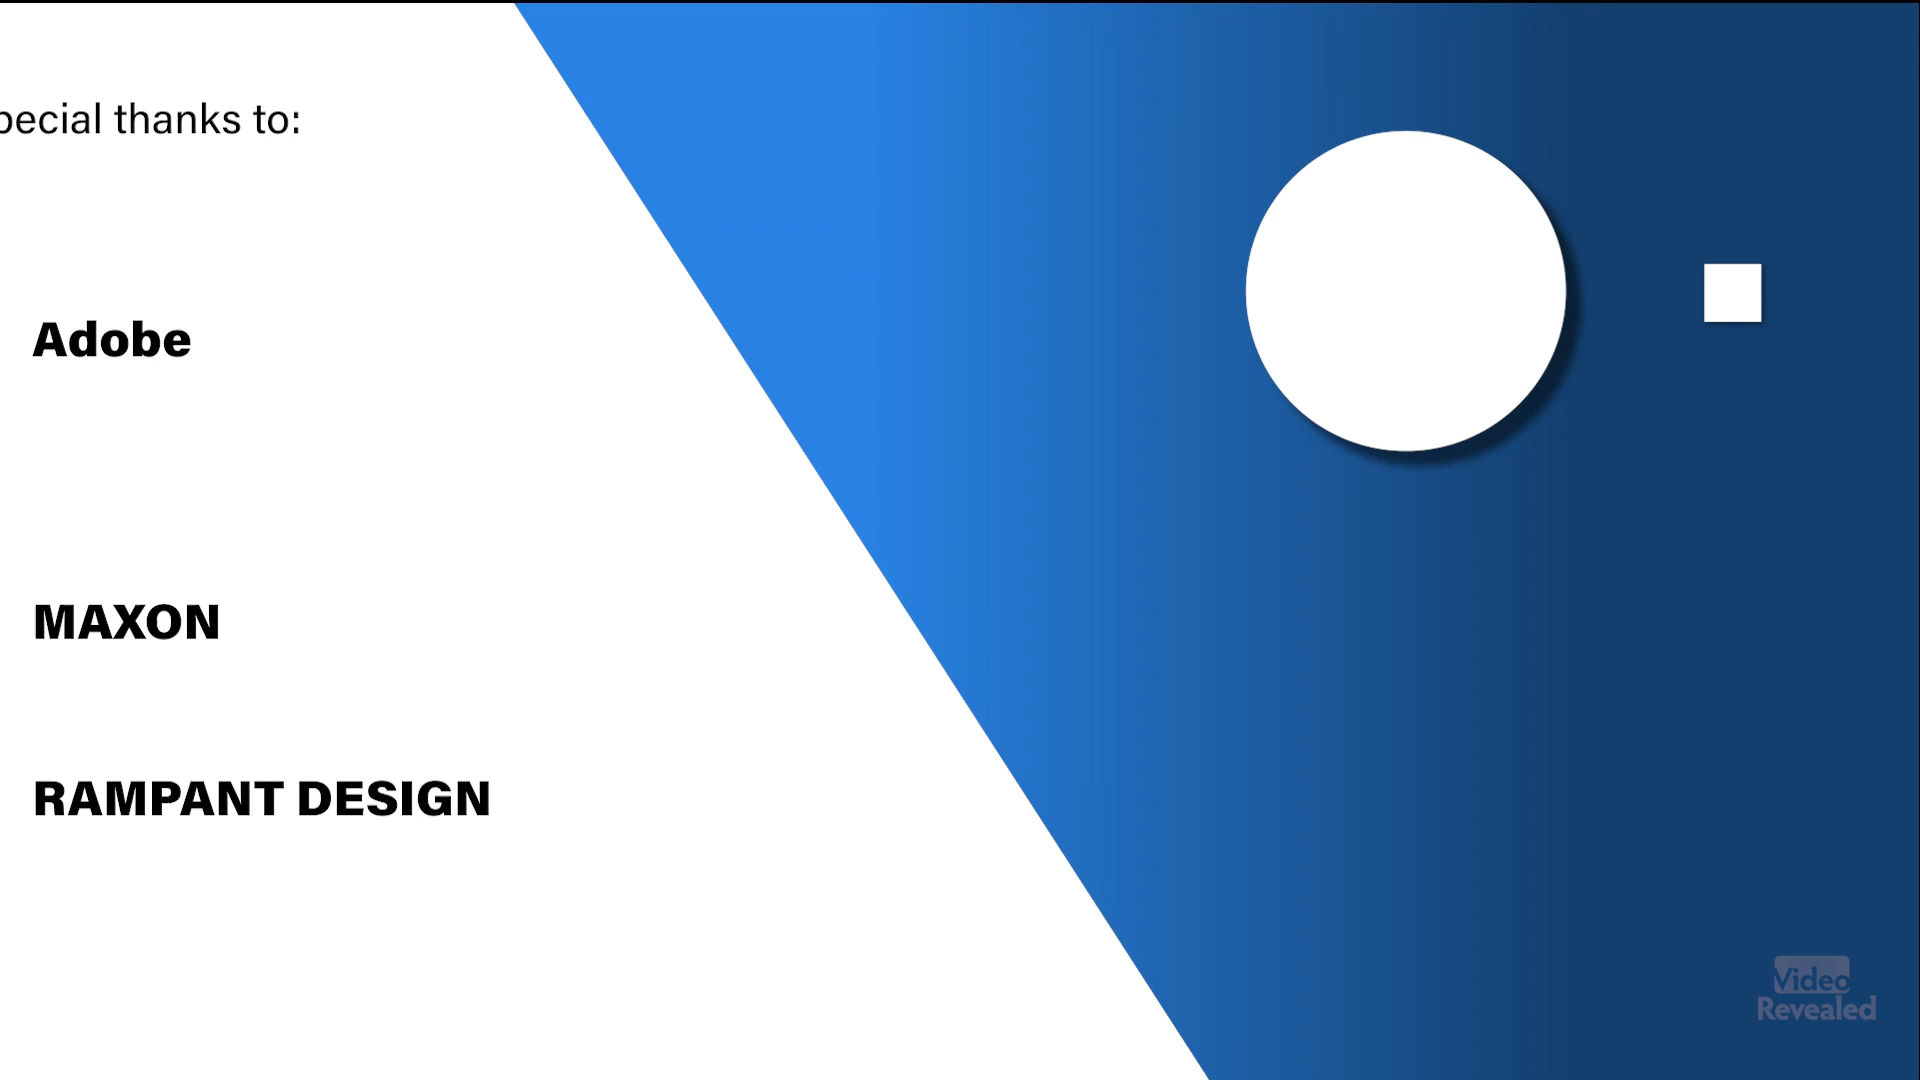 pecial thanks to:
Adobe
MAXON
RAMPANT DESIGN
Video
Revealed